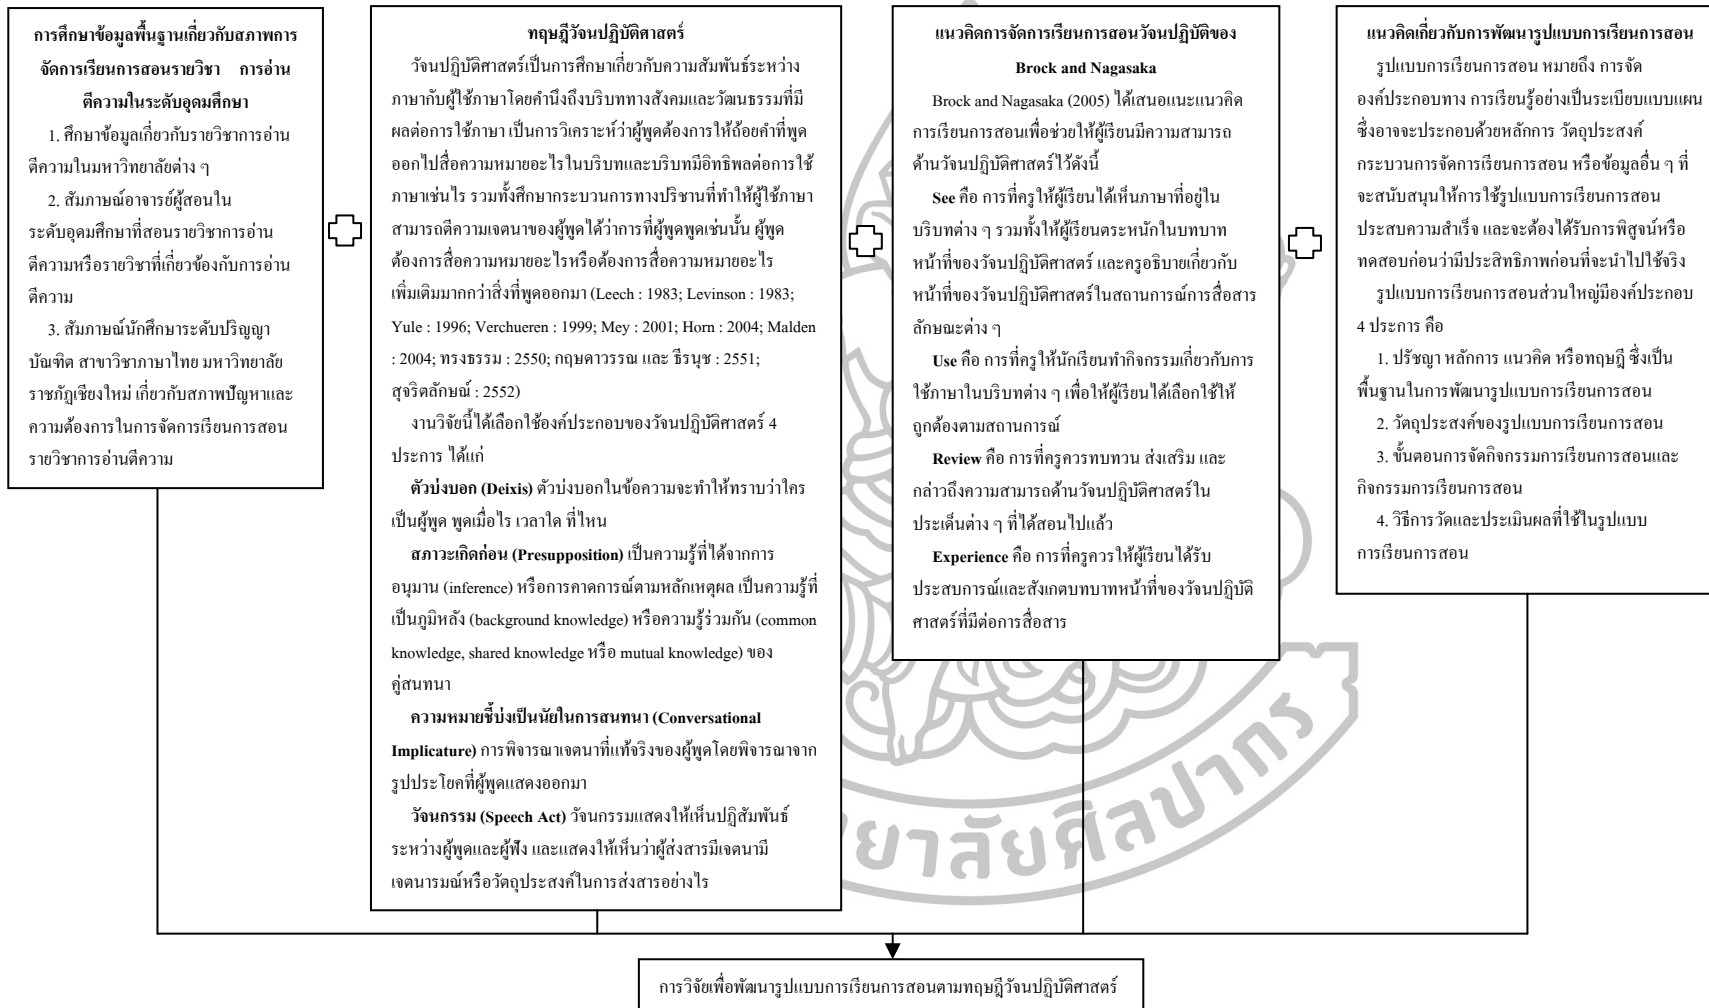 การศึกษาข้อมูลพื้นฐานเกี่ยวกับสภาพการ
จัดการเรียนการสอนรายวิชา การอ่าน
ตีความในระดับอุดมศึกษา
1. ศึกษาข้อมูลเกี่ยวกับรายวิชาการอ่าน
ตีความในมหาวิทยาลัยต่าง ๆ
2. สัมภาษณ์อาจารย์ผู้สอนใน
ระดับอุดมศึกษาที่สอนรายวิชาการอ่าน
ตีความหรือรายวิชาที่เกี่ยวข้องกับการอ่าน
ตีความ
3. สัมภาษณ์นักศึกษาระดับปริญญา
บัณฑิต สาขาวิชาภาษาไทย มหาวิทยาลัย
ราชภัฏเชียงใหม่ เกี่ยวกับสภาพปัญหาและ
ความต้องการในการจัดการเรียนการสอน
รายวิชาการอ่านตีความ
ทฤษฎีวัจนปฏิบัติศาสตร์
วัจนปฏิบัติศาสตร์เป็นการศึกษาเกี่ยวกับความสัมพันธ์ระหว่าง
ภาษากับผู้ใช้ภาษาโดยคำนึงถึงบริบททางสังคมและวัฒนธรรมที่มี
ผลต่อการใช้ภาษา เป็นการวิเคราะห์ว่าผู้พูดต้องการให้ถ้อยคำที่พูด
ออกไปสื่อความหมายอะไรในบริบทและบริบทมีอิทธิพลต่อการใช้
ภาษาเช่นไร รวมทั้งศึกษากระบวนการทางปริชานที่ทำให้ผู้ใช้ภาษา
สามารถตีความเจตนาของผู้พูดได้ว่าการที่ผู้พูดพูดเช่นนั้น ผู้พูด
ต้องการสื่อความหมายอะไรหรือต้องการสื่อความหมายอะไร
เพิ่มเติมมากกว่าสิ่งที่พูดออกมา (Leech : 1983; Levinson : 1983;
Yule : 1996; Verchueren : 1999; Mey : 2001; Horn : 2004; Malden
: 2004; ทรงธรรม : 2550; กฤษดาวรรณ และ ธีรนุช : 2551;
สุจริตลักษณ์ : 2552)
งานวิจัยนี้ได้เลือกใช้องค์ประกอบของวัจนปฏิบัติศาสตร์ 4
ประการ ได้แก่
ตัวบ่งบอก (Deixis) ตัวบ่งบอกในข้อความจะทำให้ทราบว่าใคร
เป็นผู้พูด พูดเมื่อไร เวลาใด ที่ไหน
สภาวะเกิดก่อน (Presupposition) เป็นความรู้ที่ได้จากการ
อนุมาน (inference) หรือการคาดการณ์ตามหลักเหตุผล เป็นความรู้ที่
เป็นภูมิหลัง (background knowledge) หรือความรู้ร่วมกัน (common
knowledge, shared knowledge หรือ mutual knowledge) ของ
คู่สนทนา
ความหมายชี้บ่งเป็นนัยในการสนทนา (Conversational
Implicature) การพิจารณาเจตนาที่แท้จริงของผู้พูดโดยพิจารณาจาก
รูปประโยคที่ผู้พูดแสดงออกมา
วัจนกรรม (Speech Act) วัจนกรรมแสดงให้เห็นปฏิสัมพันธ์
ระหว่างผู้พูดและผู้ฟัง และแสดงให้เห็นว่าผู้ส่งสารมีเจตนามี
เจตนารมณ์หรือวัตถุประสงค์ในการส่งสารอย่างไร
แนวคิดการจัดการเรียนการสอนวัจนปฏิบัติของ
Brock and Nagasaka
Brock and Nagasaka (2005) ได้เสนอแนะแนวคิด
การเรียนการสอนเพื่อช่วยให้ผู้เรียนมีความสามารถ
ด้านวัจนปฏิบัติศาสตร์ไว้ดังนี้
See คือ การที่ครูให้ผู้เรียนได้เห็นภาษาที่อยู่ใน
บริบทต่าง ๆ รวมทั้งให้ผู้เรียนตระหนักในบทบาท
หน้าที่ของวัจนปฏิบัติศาสตร์ และครูอธิบายเกี่ยวกับ
หน้าที่ของวัจนปฏิบัติศาสตร์ในสถานการณ์การสื่อสาร
ลักษณะต่าง ๆ
Use คือ การที่ครูให้นักเรียนทำกิจกรรมเกี่ยวกับการ
ใช้ภาษาในบริบทต่าง ๆ เพื่อให้ผู้เรียนได้เลือกใช้ให้
ถูกต้องตามสถานการณ์
Review คือ การที่ครูควรทบทวน ส่งเสริม และ
กล่าวถึงความสามารถด้านวัจนปฏิบัติศาสตร์ใน
ประเด็นต่าง ๆ ที่ได้สอนไปแล้ว
Experience คือ การที่ครูควรให้ผู้เรียนได้รับ
ประสบการณ์และสังเกตบทบาทหน้าที่ของวัจนปฏิบัติ
ศาสตร์ที่มีต่อการสื่อสาร
แนวคิดเกี่ยวกับการพัฒนารูปแบบการเรียนการสอน
รูปแบบการเรียนการสอน หมายถึง การจัด
องค์ประกอบทาง การเรียนรู้อย่างเป็นระเบียบแบบแผน
ซึ่งอาจจะประกอบด้วยหลักการ วัตถุประสงค์
กระบวนการจัดการเรียนการสอน หรือข้อมูลอื่น ๆ ที่
จะสนับสนุนให้การใช้รูปแบบการเรียนการสอน
ประสบความสำเร็จ และจะต้องได้รับการพิสูจน์หรือ
ทดสอบก่อนว่ามีประสิทธิภาพก่อนที่จะนำไปใช้จริง
รูปแบบการเรียนการสอนส่วนใหญ่มีองค์ประกอบ
4 ประการ คือ
1. ปรัชญา หลักการ แนวคิด หรือทฤษฎี ซึ่งเป็น
พื้นฐานในการพัฒนารูปแบบการเรียนการสอน
2. วัตถุประสงค์ของรูปแบบการเรียนการสอน
3. ขั้นตอนการจัดกิจกรรมการเรียนการสอนและ
กิจกรรมการเรียนการสอน
4. วิธีการวัดและประเมินผลที่ใช้ในรูปแบบ
การเรียนการสอน
ยาลัยศิลปากร
การวิจัยเพื่อพัฒนารูปแบบการเรียนการสอนตามทฤษฎีวัจนปฏิบัติศาสตร์